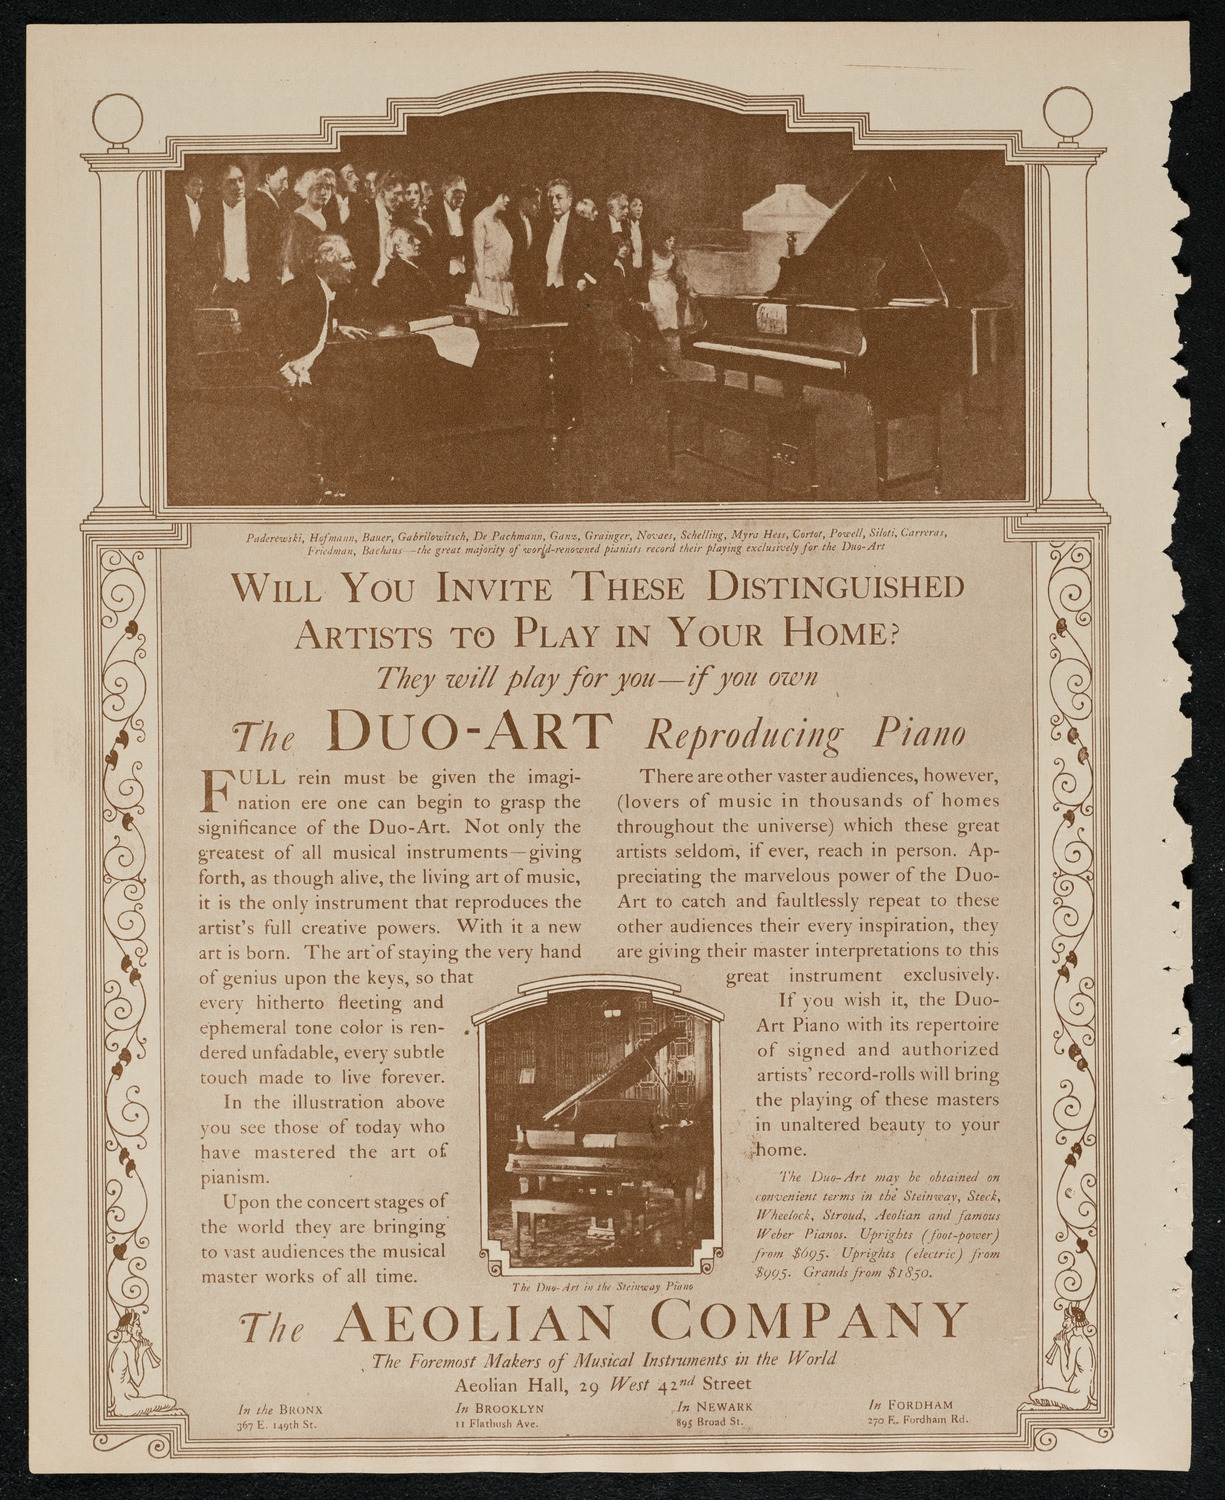 Paderewski, Hofmann, Bauer, Gabrilowitsch, De Pachmann, Ganz, Grainger, Novaes, Schelling, Myra Hess, Cortot, Powell, Siloti, Carreras,
Friedman, Bachaus—the great majority of world-renowned pianists record their playing exclusively for the Duo-Art
WILL YOU INVITE THESE DISTINGUISHED
ARTISTS TO PLAY IN YOUR HOME?
They will play for you—if you own
The DUO-ART Reproducing Piano
FULL rein must be given the imagi-
nation ere one can begin to grasp the
significance of the Duo-Art. Not only the
greatest of all musical instruments—giving
forth, as though alive, the living art of music,
it is the only instrument that reproduces the
artist's full creative powers. With it a new
art is born. The art of staying the very hand
of genius upon the keys, so that
every hitherto fleeting and
ephemeral tone color is ren-
dered unfadable, every subtle
touch made to live forever.
In the illustration above
you see those of today who
have mastered the art of
pianism.
Upon the concert stages of
the world they are bringing
to vast audiences the musical
master works of all time.
There are other vaster audiences, however,
(lovers of music in thousands of homes
throughout the universe) which these great
artists seldom, if ever, reach in person. Ap-
preciating the marvelous power of the Duo-
Art to catch and faultlessly repeat to these
other audiences their every inspiration, they
are giving their master interpretations to this
great instrument exclusively.
If you wish it, the Duo-
Art Piano with its repertoire
of signed and authorized
artists' record-rolls will bring
the playing of these masters
in unaltered beauty to your
home.
The Duo-Art may be obtained on
convenient terms in the Steinway, Steck,
Wheelock, Stroud, Aeolian and famous
Weber Pianos. Uprights (foot-power)
from $695. Uprights (electric) from
$995. Grands from $1850.
The Duo-Art in the Steinway Piano
The AEOLIAN COMPANY
The Foremost Makers of Musical Instruments in the World
Aeolian Hall, 29 West 42nd Street
In the BRONX
367 E. 149th St.
In BROOKLYN
11 Flatbush Ave.
In NEWARK
895 Broad St.
In FORDHAM
270 E. Fordham Rd.